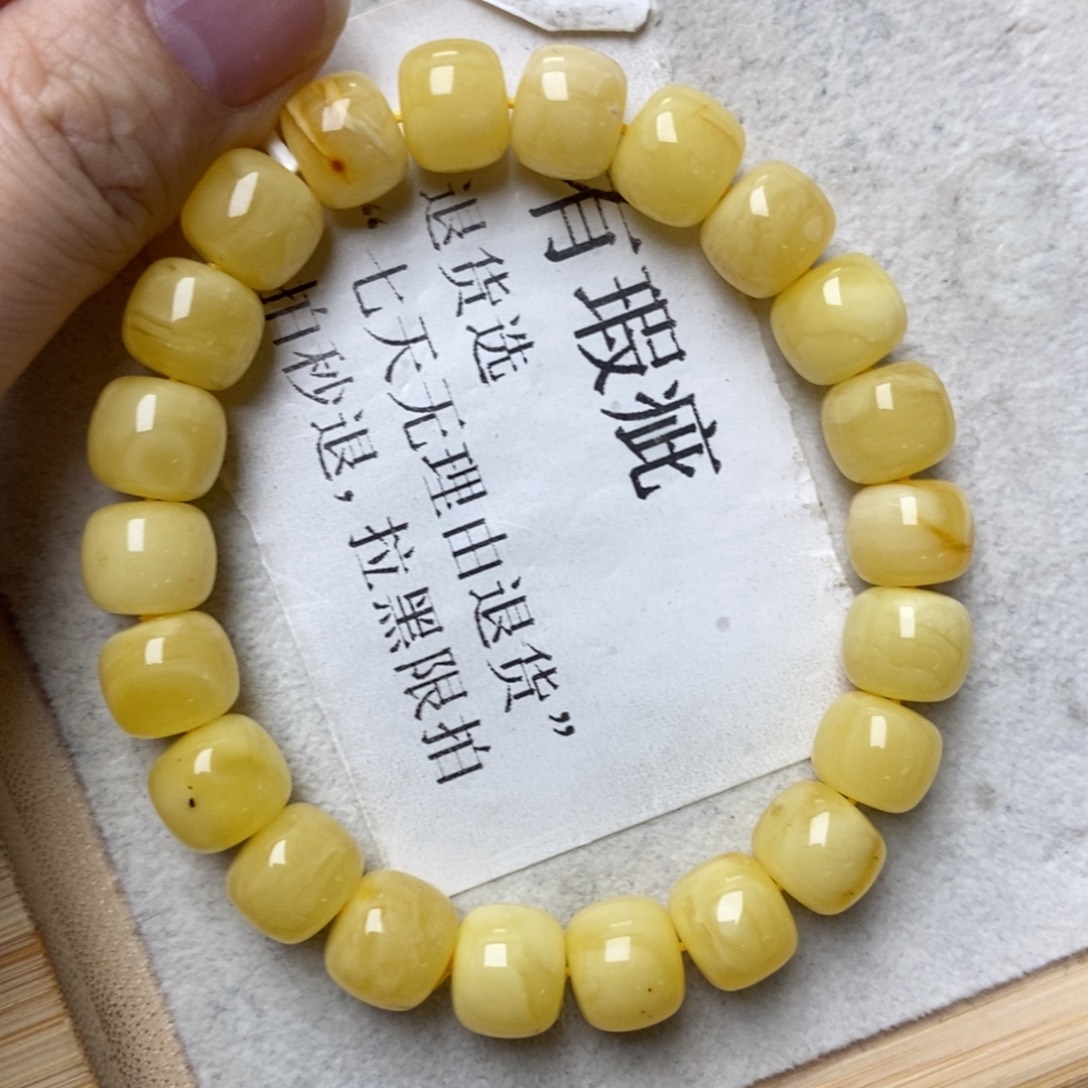 有瑕疵
退货选
“七天无理由退货”
拍秒退，拉黑限拍